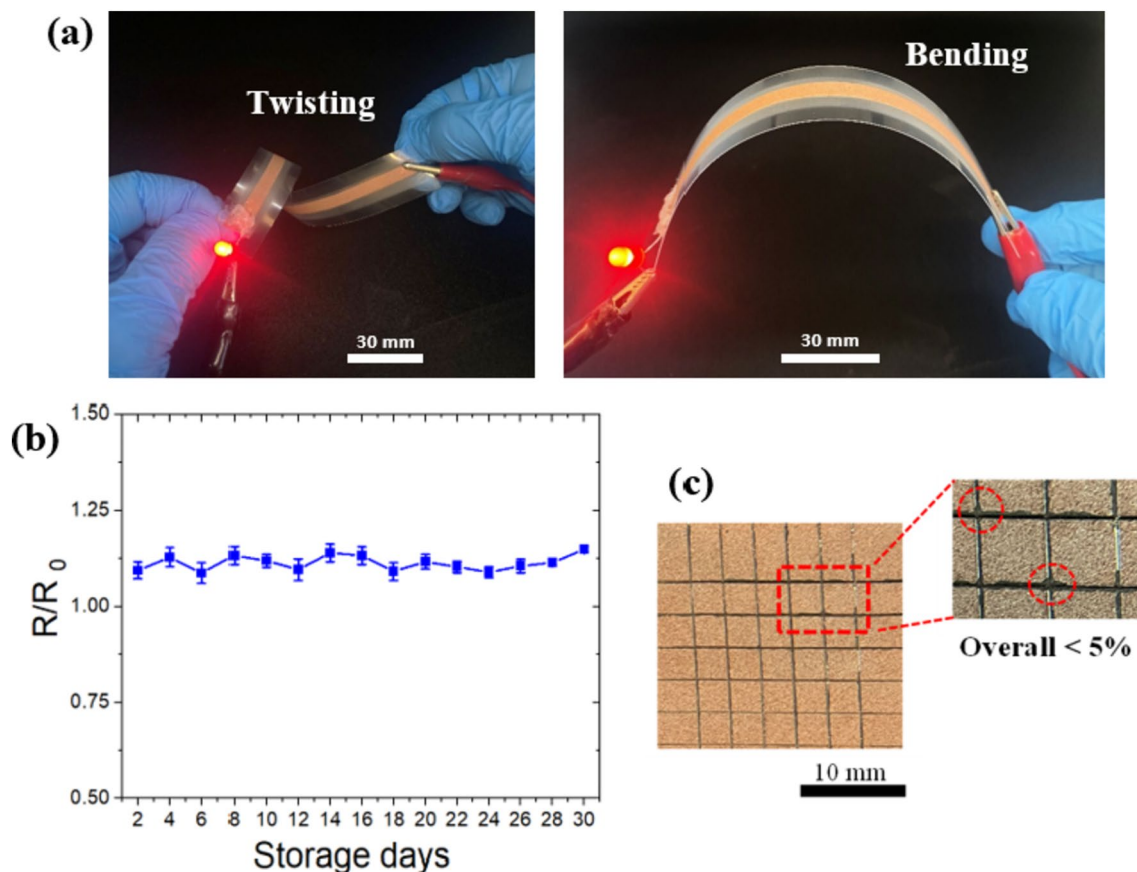 (a)
Twisting
30 mm
Bending
30 mm
(b)
1.50
1.25
1.00
0.75
0.50
R/R0
2 4 6 8 10 12 14 16 18 20 22 24 26 28 30
Storage days
(c)
Overall < 5%
10 mm